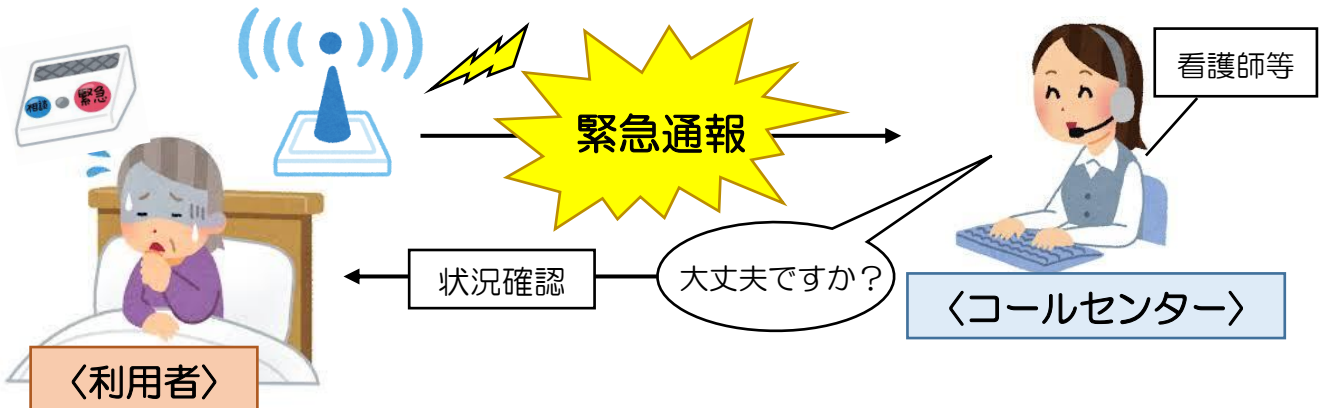 相談
緊急
緊急通報
看護師等
状況確認
大丈夫ですか？
〈コールセンター〉
〈利用者〉